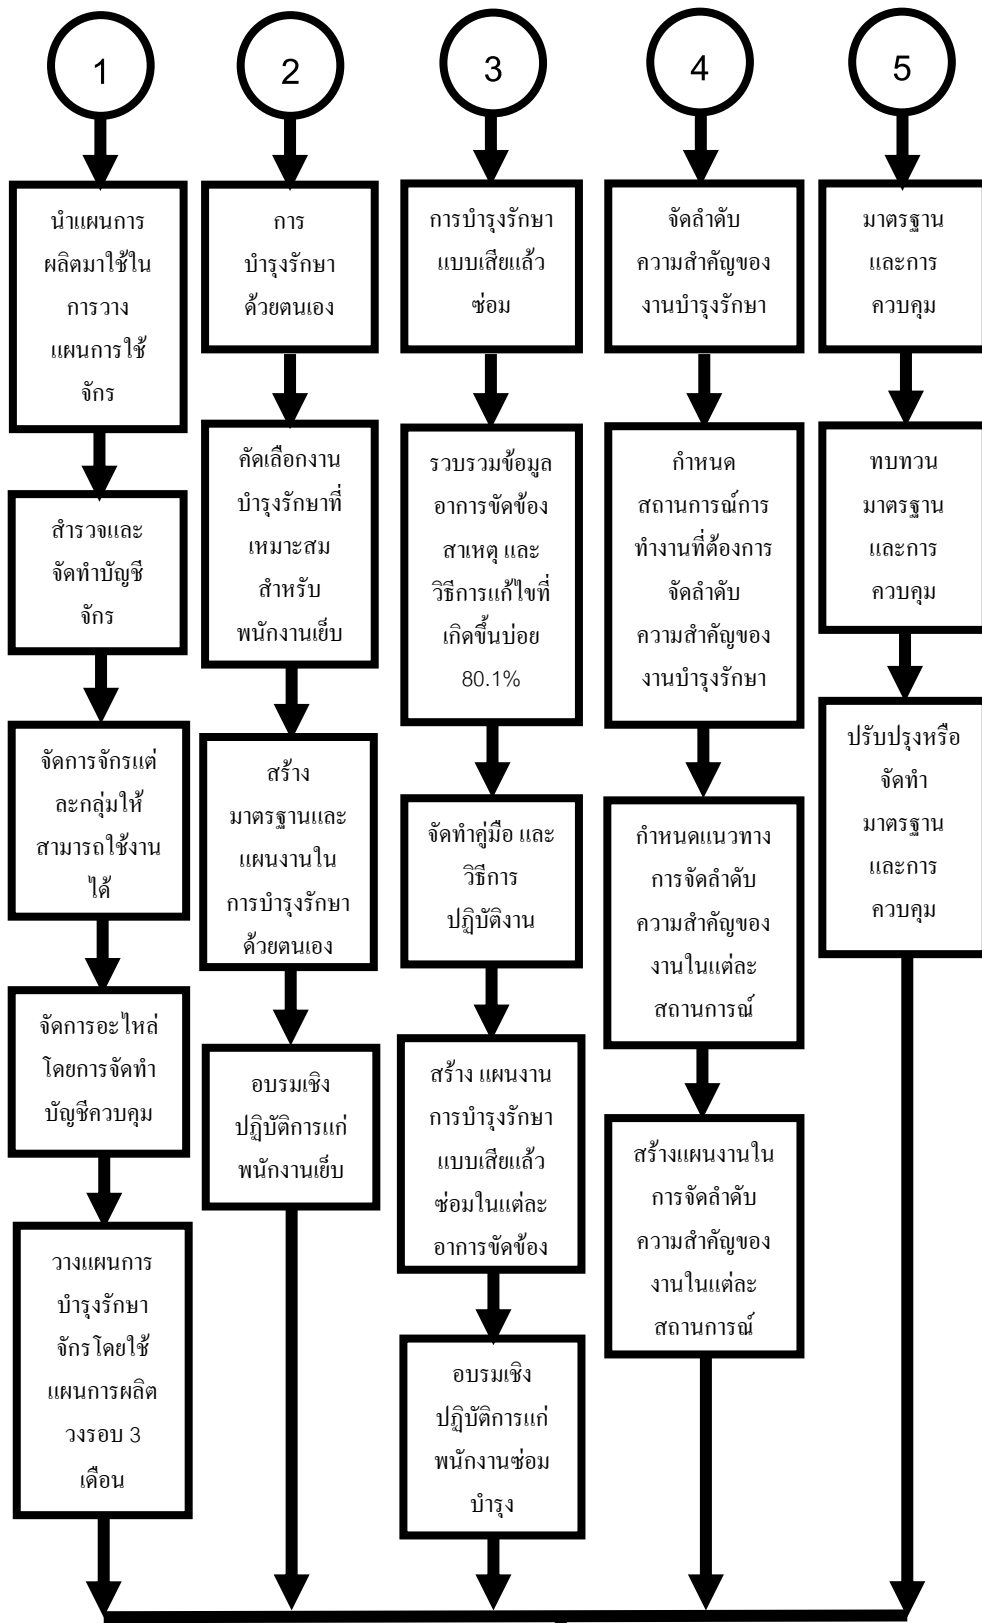 1
นำแผนการ
ผลิตมาใช้ใน
การวาง
แผนการใช้
จักร
สำรวจและ
จัดทำบัญชี
จักร
จัดการจักรแต่
ละกลุ่มให้
สามารถใช้งาน
ได้
จัดการอะไหล่
โดยการจัดทำ
บัญชีควบคุม
วางแผนการ
บำรุงรักษา
จักรโดยใช้
แผนการผลิต
วงรอบ 3
เดือน
2
การ
บำรุงรักษา
ด้วยตนเอง
คัดเลือกงาน
บำรุงรักษาที่
เหมาะสม
สำหรับ
พนักงานเย็บ
สร้าง
มาตรฐานและ
แผนงานใน
การบำรุงรักษา
ด้วยตนเอง
อบรมเชิง
ปฏิบัติการแก่
พนักงานเย็บ
3
การบำรุงรักษา
แบบเสียแล้ว
ซ่อม
รวบรวมข้อมูล
อาการขัดข้อง
สาเหตุ และ
วิธีการแก้ไขที่
เกิดขึ้นบ่อย
80.1%
จัดทำคู่มือ และ
วิธีการ
ปฏิบัติงาน
สร้าง แผนงาน
การบำรุงรักษา
แบบเสียแล้ว
ซ่อมในแต่ละ
อาการขัดข้อง
อบรมเชิง
ปฏิบัติการแก่
พนักงานซ่อม
บำรุง
4
จัดลำดับ
ความสำคัญของ
งานบำรุงรักษา
กำหนด
สถานการณ์การ
ทำงานที่ต้องการ
จัดลำดับ
ความสำคัญของ
งานบำรุงรักษา
กำหนดแนวทาง
การจัดลำดับ
ความสำคัญของ
งานในแต่ละ
สถานการณ์
สร้างแผนงานใน
การจัดลำดับ
ความสำคัญของ
งานในแต่ละ
สถานการณ์
5
มาตรฐาน
และการ
ควบคุม
ทบทวน
มาตรฐาน
และการ
ควบคุม
ปรับปรุงหรือ
จัดทำ
มาตรฐาน
และการ
ควบคุม